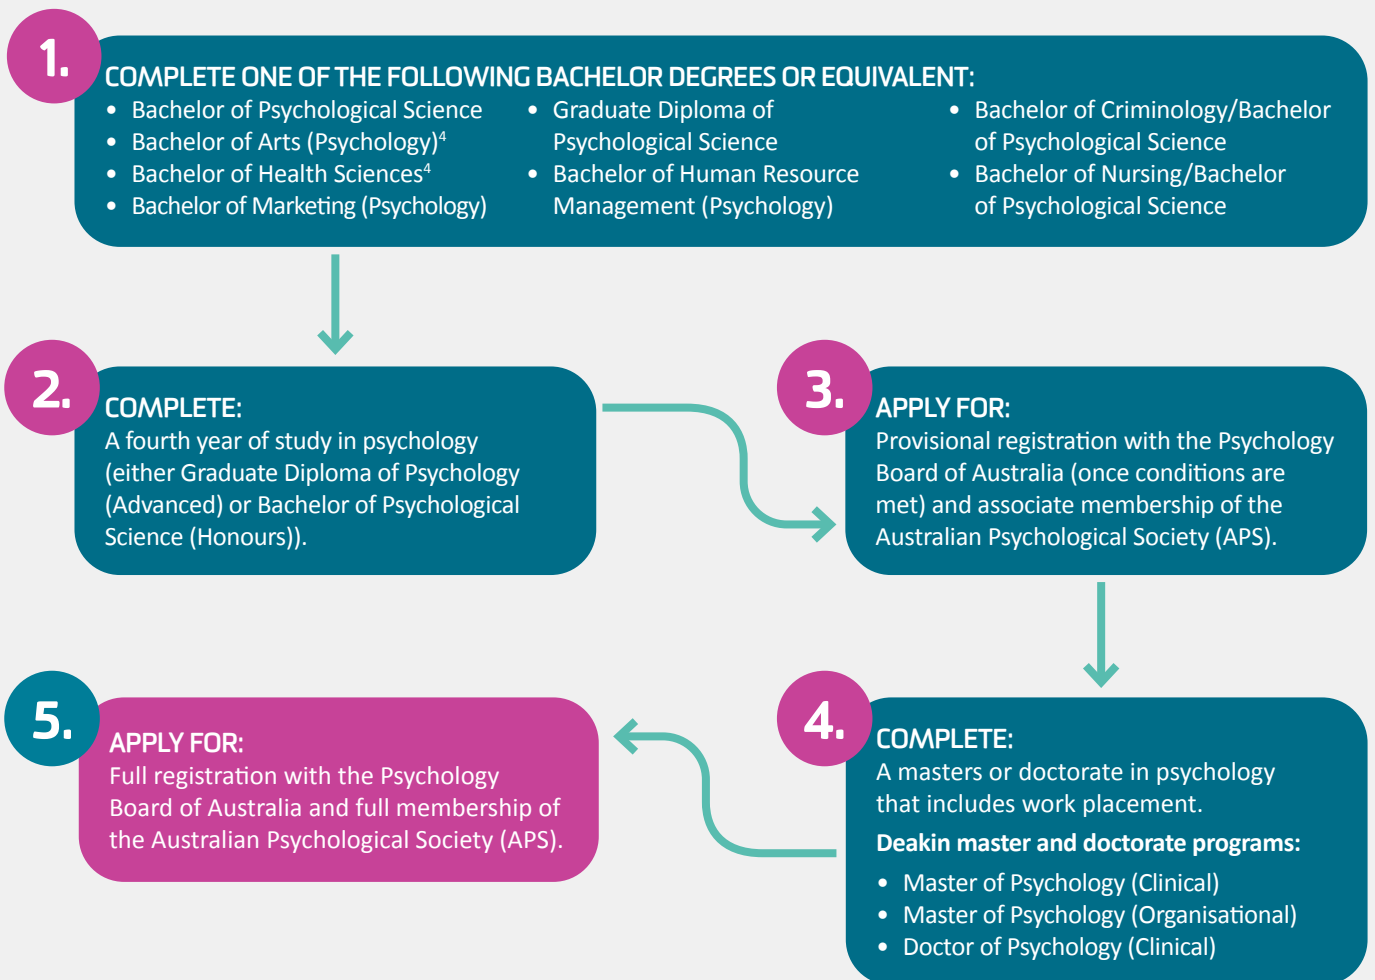 1.
COMPLETE ONE OF THE FOLLOWING BACHELOR DEGREES OR EQUIVALENT:
• Bachelor of Psychological Science
• Bachelor of Arts (Psychology)⁴
• Bachelor of Health Sciences⁴
• Bachelor of Marketing (Psychology)
• Graduate Diploma of
Psychological Science
• Bachelor of Human Resource
Management (Psychology)
• Bachelor of Criminology/Bachelor
of Psychological Science
• Bachelor of Nursing/Bachelor
of Psychological Science
2.
COMPLETE:
A fourth year of study in psychology
(either Graduate Diploma of Psychology
(Advanced) or Bachelor of Psychological
Science (Honours)).
3.
APPLY FOR:
Provisional registration with the Psychology
Board of Australia (once conditions are
met) and associate membership of the
Australian Psychological Society (APS).
4.
COMPLETE:
A masters or doctorate in psychology
that includes work placement.
Deakin master and doctorate programs:
• Master of Psychology (Clinical)
• Master of Psychology (Organisational)
• Doctor of Psychology (Clinical)
5.
APPLY FOR:
Full registration with the Psychology
Board of Australia and full membership of
the Australian Psychological Society (APS).